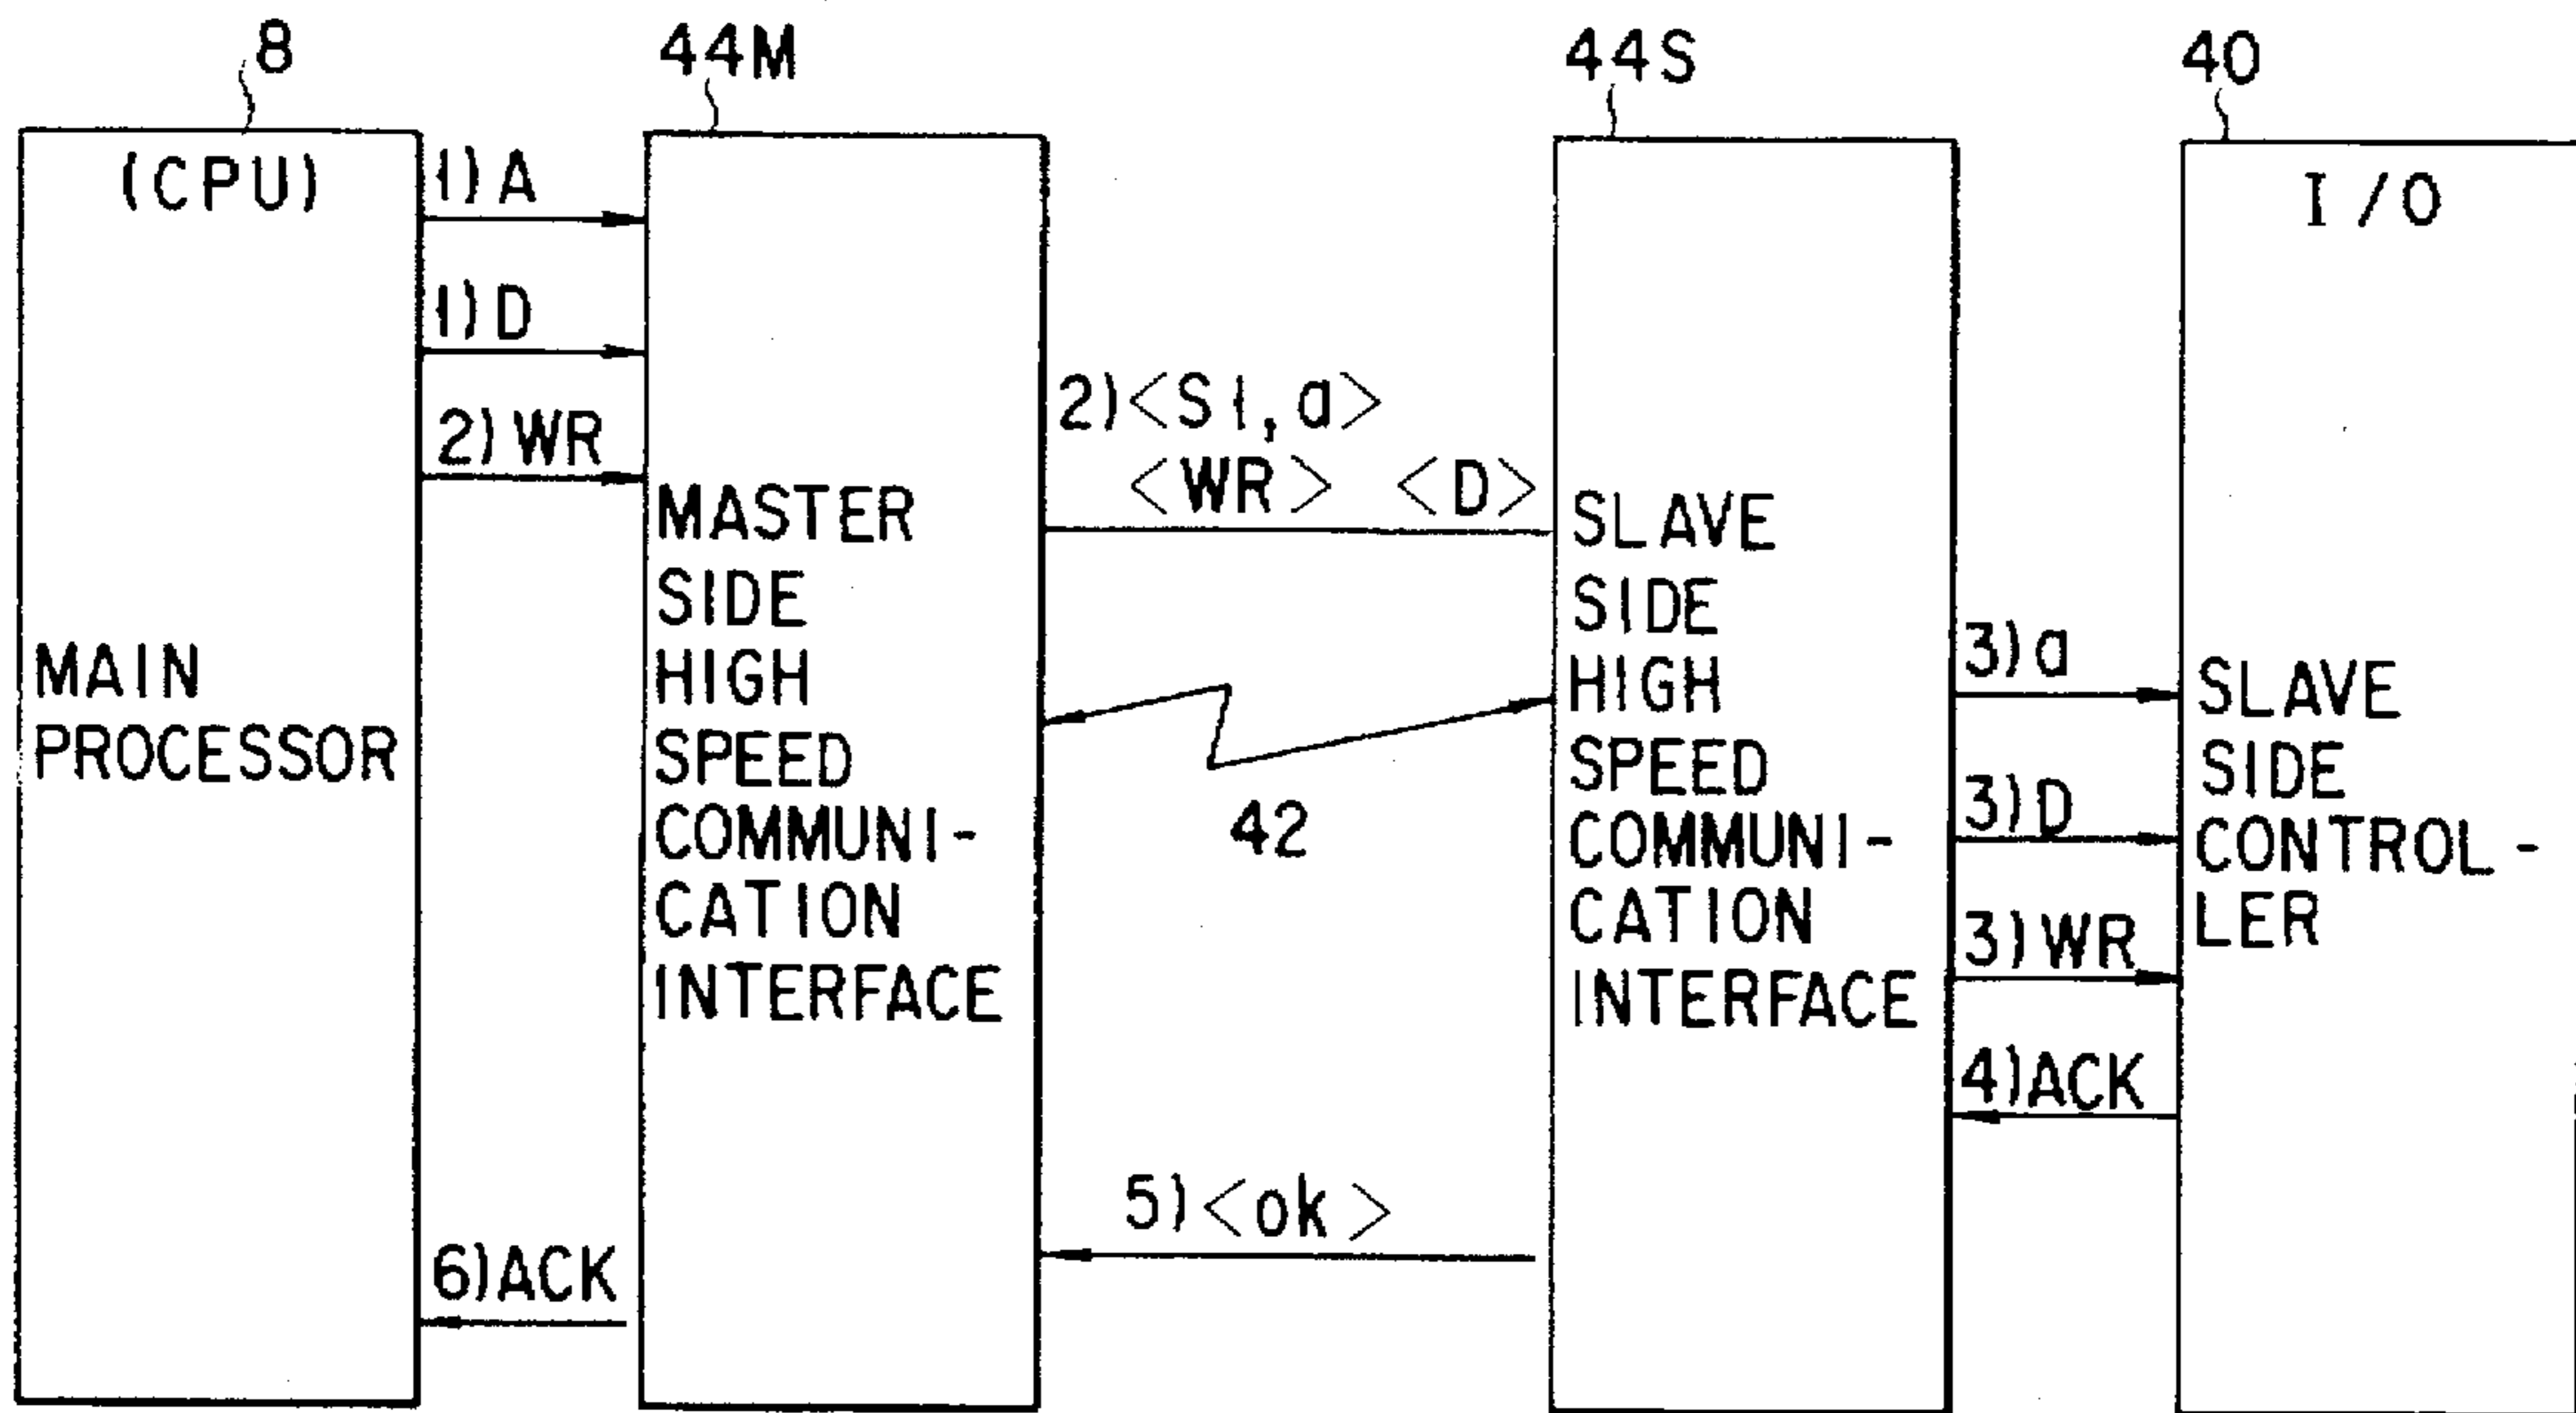 8
44M
44S
40
(CPU)
MAIN
PROCESSOR
1)A
1)D
2)WR
6)ACK
MASTER
SIDE
HIGH
SPEED
COMMUNI-
CATION
INTERFACE
2)<Si,a>
<WR> <D>
42
5)<ok>
SLAVE
SIDE
HIGH
SPEED
COMMUNI-
CATION
INTERFACE
3)a
3)D
3)WR
4)ACK
I/O
SLAVE
SIDE
CONTROL-
LER